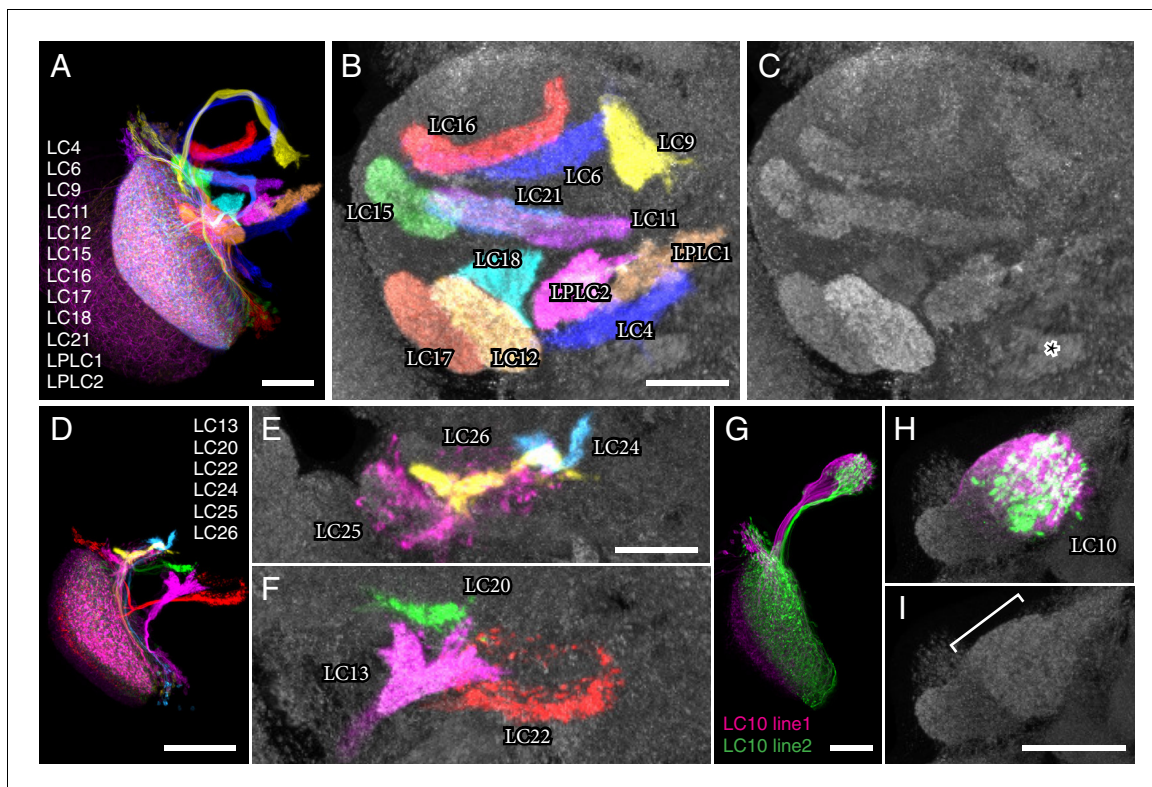 A
LC4
LC6
LC9
LC11
LC12
LC15
LC16
LC17
LC18
LC21
LPLC1
LPLC2
B
LC16
LC9
LC6
LC21
LC15
LC11
LPLC1
LC18
LPLC2
LC4
LC17
LC12
C
*
D
LC13
LC20
LC22
LC24
LC25
LC26
E
LC26
LC24
LC25
F
LC20
LC13
LC22
G
LC10 line1
LC10 line2
H
LC10
I